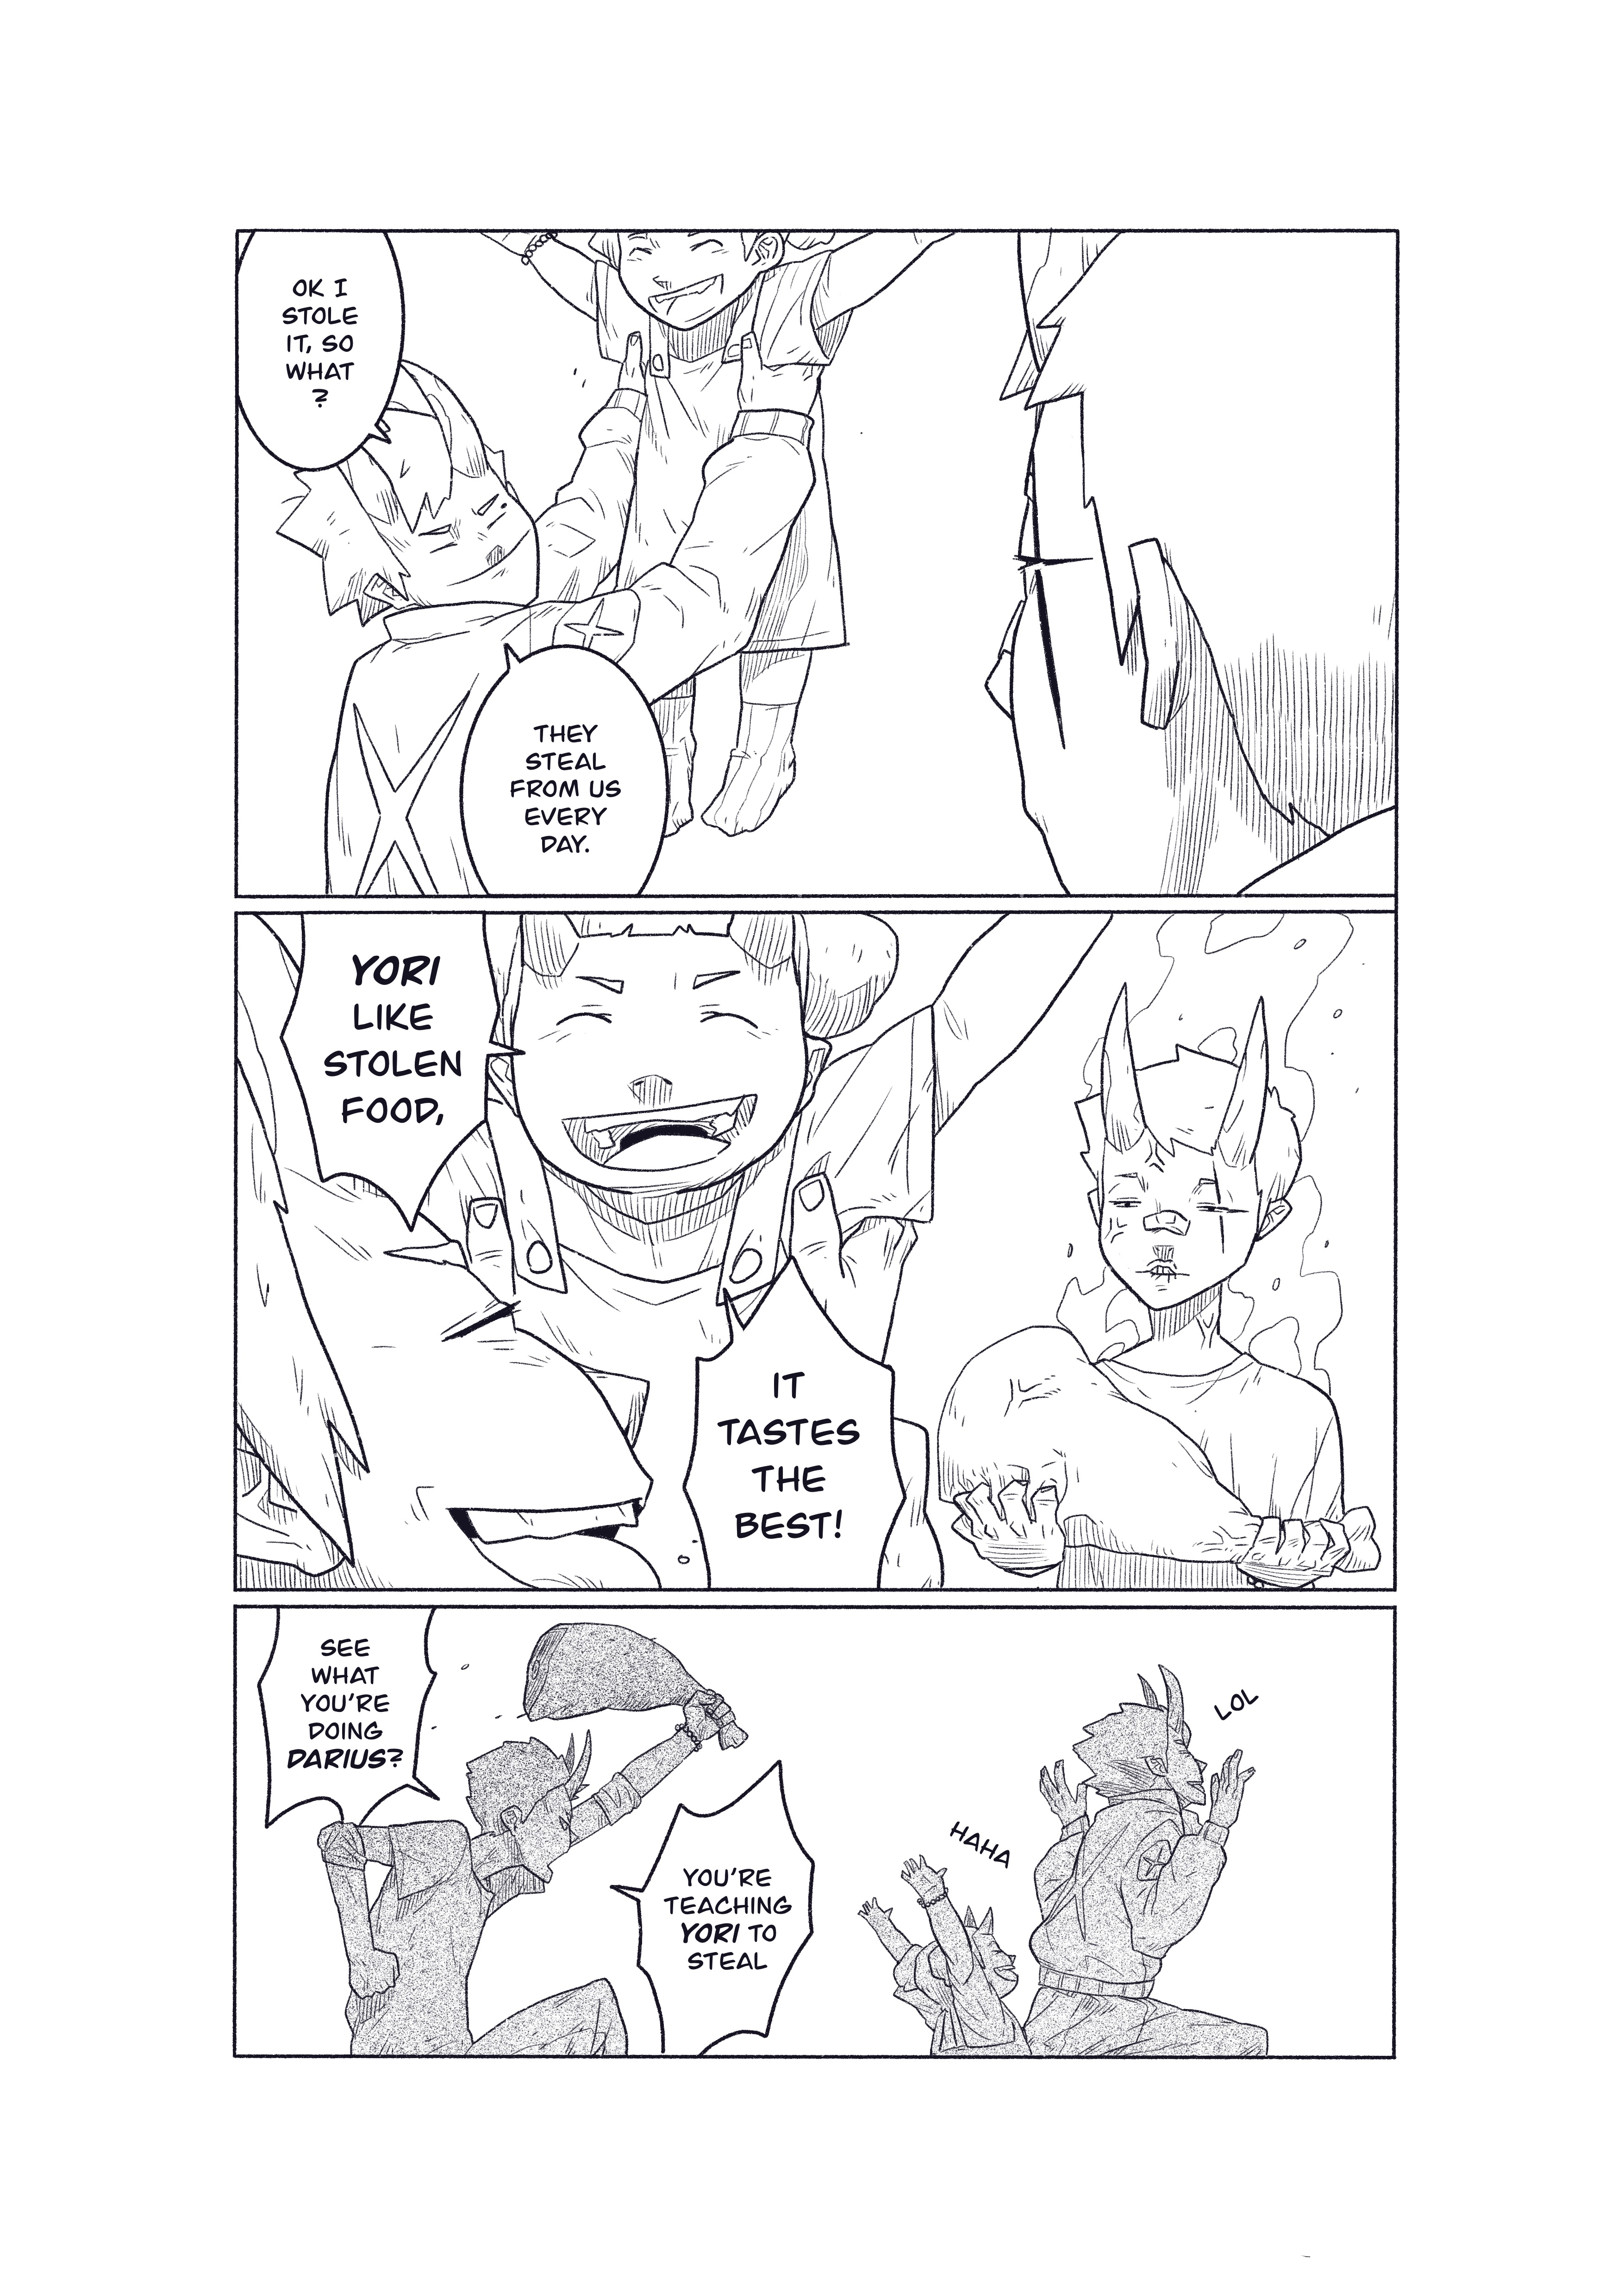 OK I
STOLE
IT, SO
WHAT
?
THEY
STEAL
FROM US
EVERY
DAY.
YORI
LIKE
STOLEN
FOOD,
IT
TASTES
THE
BEST!
SEE
WHAT
YOU'RE
DOING
DARIUS?
YOU'RE
TEACHING
YORI TO
STEAL
HAHA
LOL